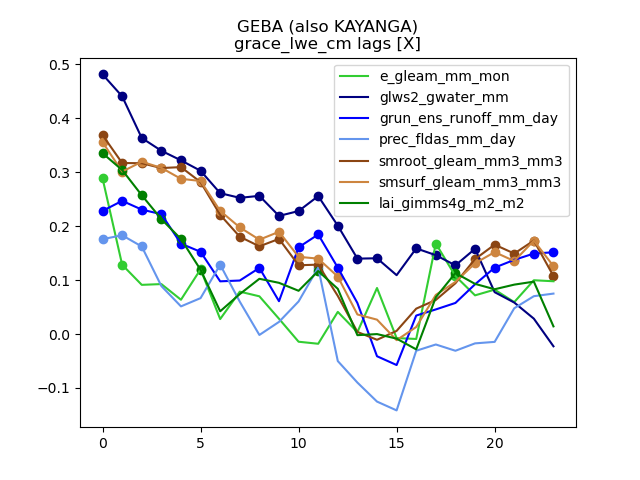 GEBA (also KAYANGA)
grace_lwe_cm lags [X]
e_gleam_mm_mon
glws2_gwater_mm
grun_ens_runoff_mm_day
prec_fldas_mm_day
smroot_gleam_mm3_mm3
smsurf_gleam_mm3_mm3
lai_gimms4g_m2_m2
0.5
0.4
0.3
0.2
0.1
0.0
−0.1
0 5 10 15 20